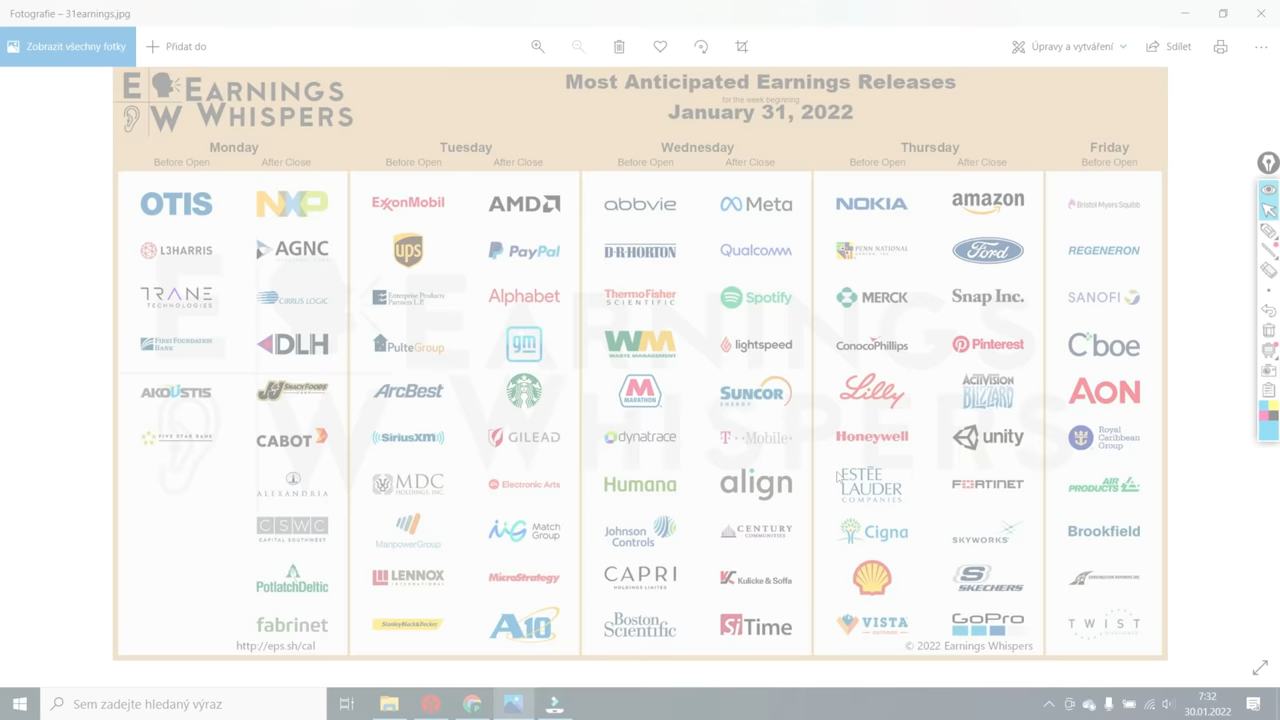 Fotografie – 31earnings.jpg
Zobrazit všechny fotky
Přidat do
Úpravy a vytváření
Sdílet
EARNINGS WHISPERS
Most Anticipated Earnings Releases
for the week beginning
January 31, 2022
Monday Tuesday Wednesday Thursday Friday
Before Open After Close Before Open After Close Before Open After Close Before Open After Close Before Open
OTIS NXP ExxonMobil AMD abbvie Meta NOKIA amazon Bristol Myers Squibb
L3HARRIS AGNC ups PayPal D·R·HORTON Qualcomm PENN NATIONAL Ford REGENERON
TRANE TECHNOLOGIES CIRRUS LOGIC Enterprise Products Partners L.P. Alphabet ThermoFisher SCIENTIFIC Spotify MERCK Snap Inc. SANOFI
FIRST FOUNDATION BANK DLH PulteGroup gm WM WASTE MANAGEMENT lightspeed ConocoPhillips Pinterest Cboe
AKOUSTIS J&J SNACK FOODS ArcBest MARATHON SUNCOR ENERGY Lilly ACTIVISION BLIZZARD AON
FIVE STAR BANK CABOT SiriusXM GILEAD dynatrace T··Mobile· Honeywell unity Royal Caribbean Group
ALEXANDRIA MDC HOLDINGS, INC. Electronic Arts Humana align ESTĒE LAUDER COMPANIES FORTINET AIR PRODUCTS
CSWC CAPITAL SOUTHWEST ManpowerGroup Match Group Johnson Controls CENTURY COMMUNITIES Cigna SKYWORKS Brookfield
PotlatchDeltic LENNOX INTERNATIONAL MicroStrategy CAPRI HOLDINGS LIMITED Kulicke & Soffa S SKECHERS
fabrinet StanleyBlack&Decker A10 Boston Scientific SiTime VISTA OUTDOOR GoPro TWIST
http://eps.sh/cal
© 2022 Earnings Whispers
EARNINGS WHISPERS
Sem zadejte hledaný výraz
7:32
30.01.2022